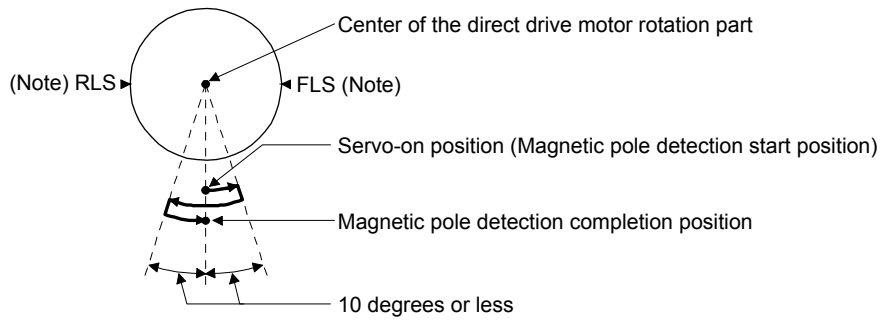 Center of the direct drive motor rotation part
(Note) RLS
FLS (Note)
Servo-on position (Magnetic pole detection start position)
Magnetic pole detection completion position
10 degrees or less